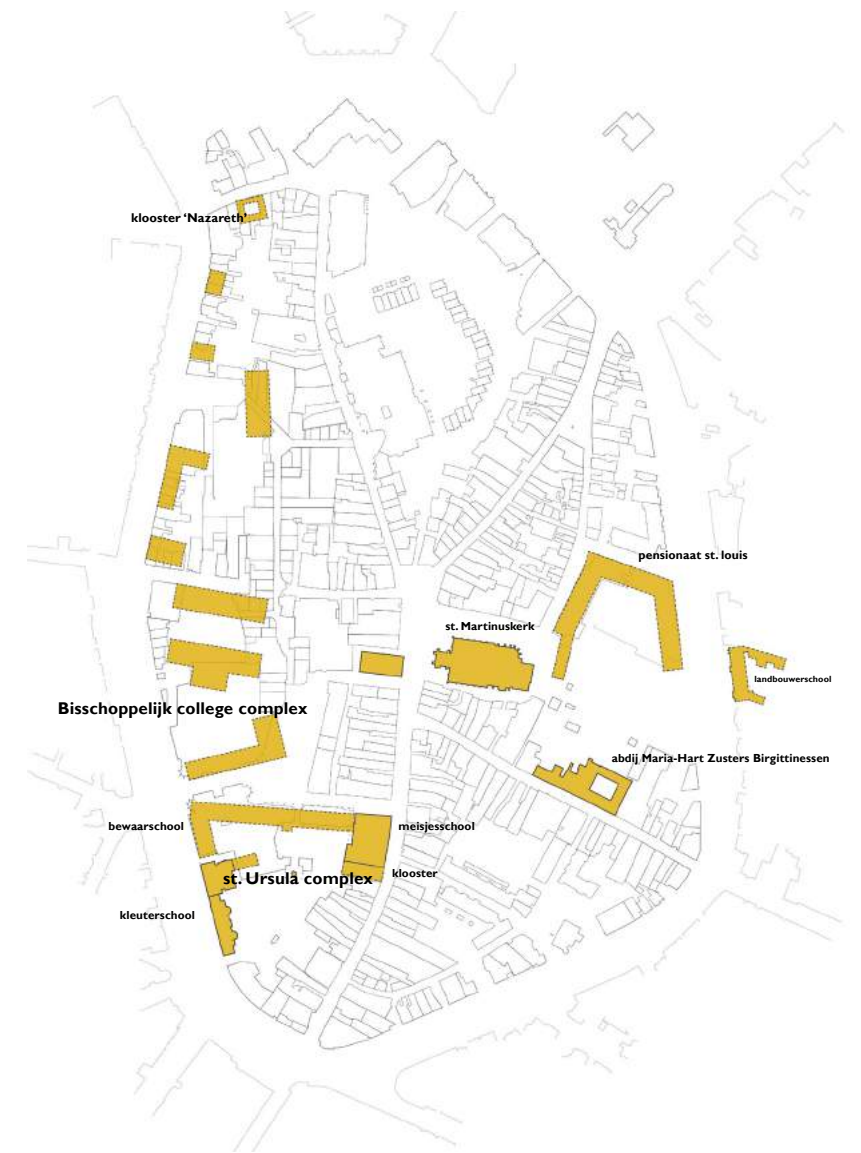 klooster ‘Nazareth’
pensionaat st. louis
st. Martinuskerk
landbouwerschool
Bisschoppelijk college complex
abdij Maria-Hart Zusters Birgittinessen
bewaarschool
meisjesschool
klooster
st. Ursula complex
kleuterschool